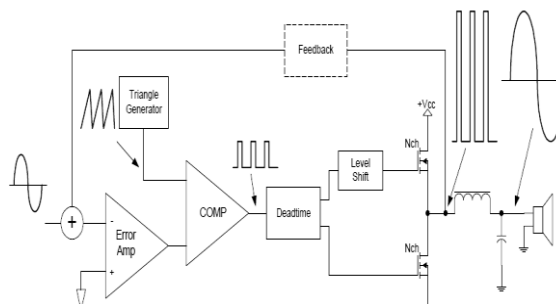 Feedback
Triangle
Generator
+Vcc
Nch
Level
Shift
COMP
Deadtime
+
-
Error
Amp
+
Nch